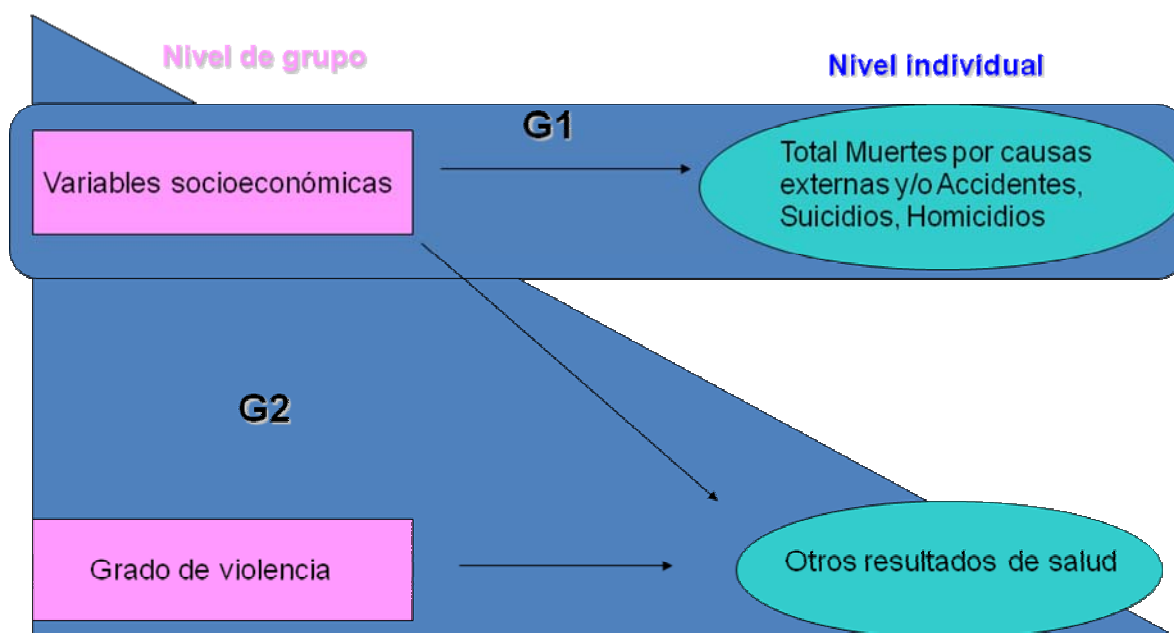 Nivel de grupo
Nivel individual
G1
Variables socioeconómicas
Total Muertes por causas
externas y/o Accidentes,
Suicidios, Homicidios
G2
Grado de violencia
Otros resultados de salud